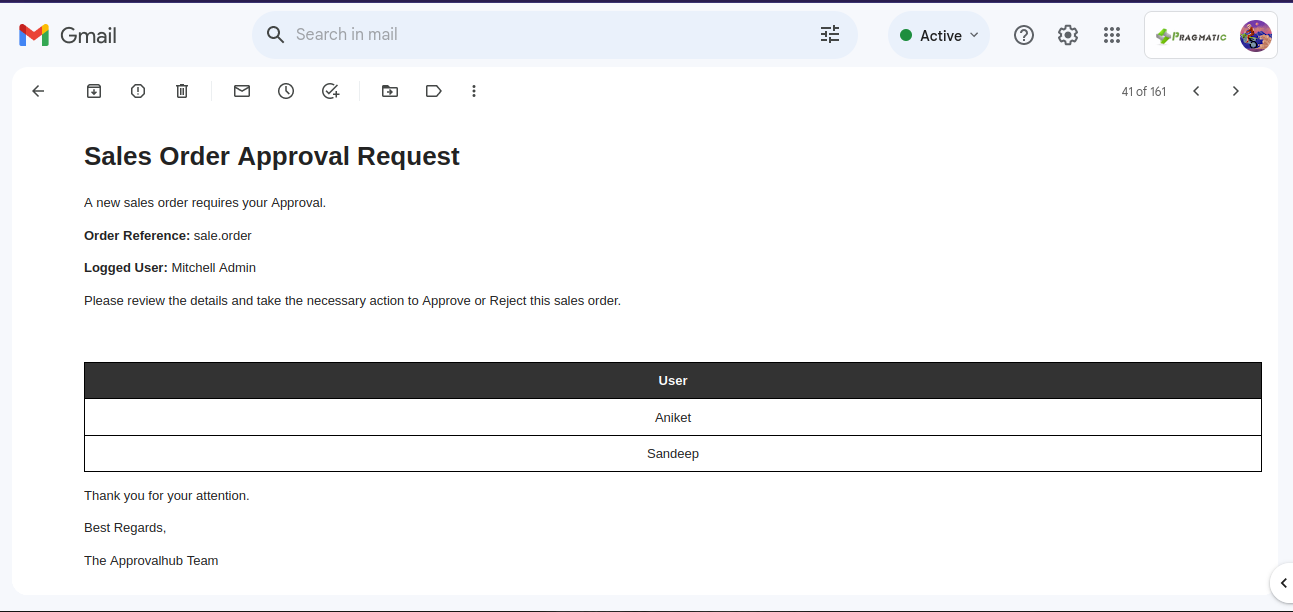 Gmail
Search in mail
Active
PRAGMATIC
41 of 161
Sales Order Approval Request
A new sales order requires your Approval.
Order Reference: sale.order
Logged User: Mitchell Admin
Please review the details and take the necessary action to Approve or Reject this sales order.
User
Aniket
Sandeep
Thank you for your attention.
Best Regards,
The Approvalhub Team